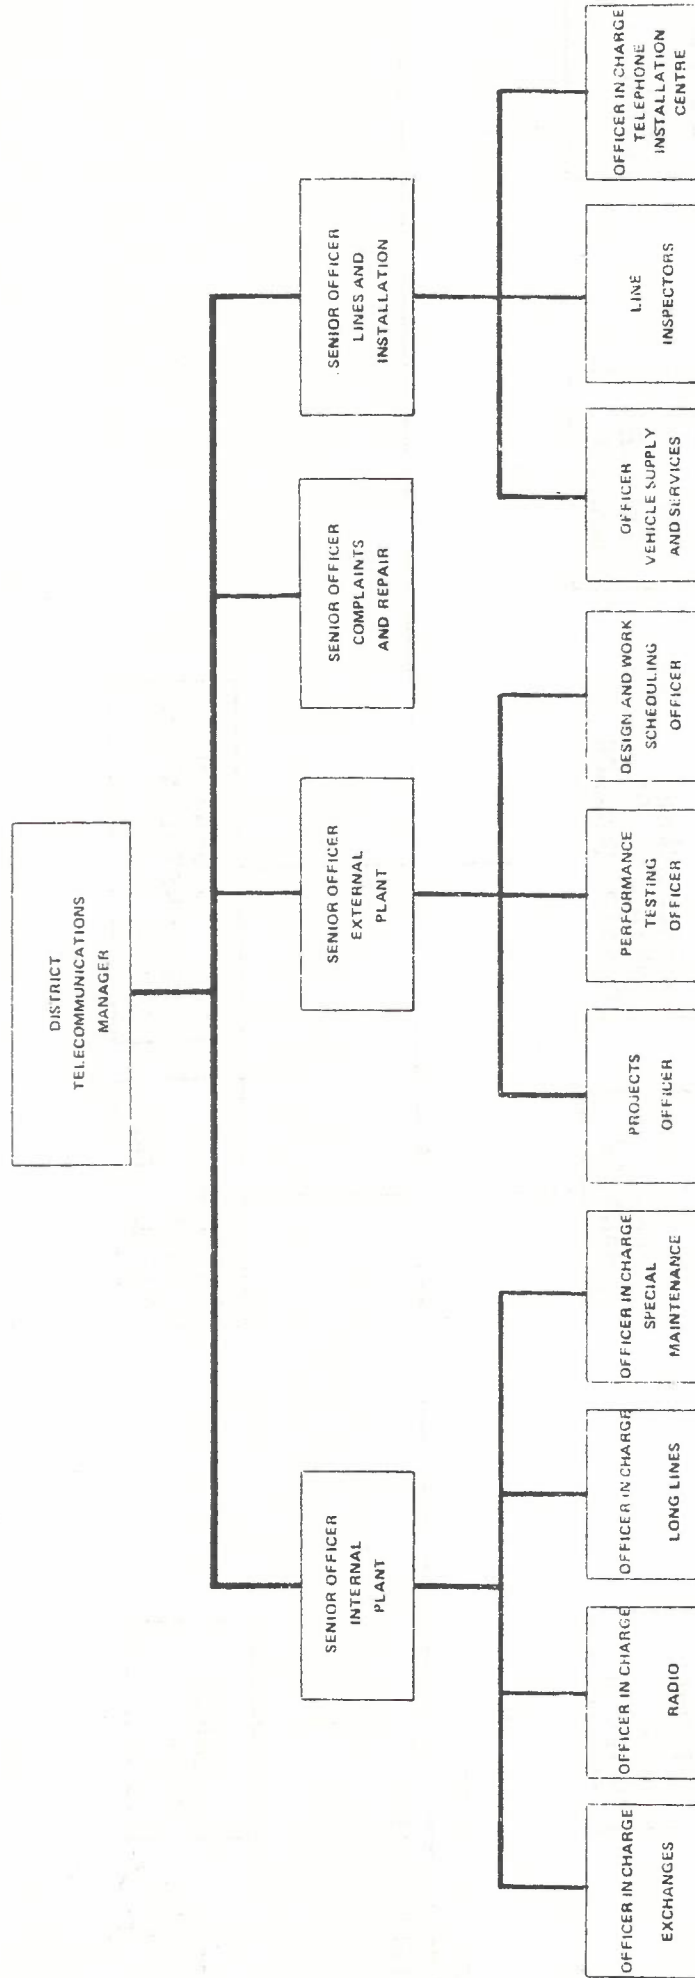 DISTRICT
TELECOMMUNICATIONS
MANAGER
SENIOR OFFICER
INTERNAL
PLANT
SENIOR OFFICER
EXTERNAL
PLANT
SENIOR OFFICER
COMPLAINTS
AND REPAIR
SENIOR OFFICER
LINES AND
INSTALLATION
OFFICER IN CHARGE
EXCHANGES
OFFICER IN CHARGE
RADIO
OFFICER IN CHARGE
LONG LINES
OFFICER IN CHARGE
SPECIAL
MAINTENANCE
PROJECTS
OFFICER
PERFORMANCE
TESTING
OFFICER
DESIGN AND WORK
SCHEDULING
OFFICER
OFFICER
VEHICLE SUPPLY
AND SERVICES
LINE
INSPECTORS
OFFICER IN CHARGE
TELEPHONE
INSTALLATION
CENTRE